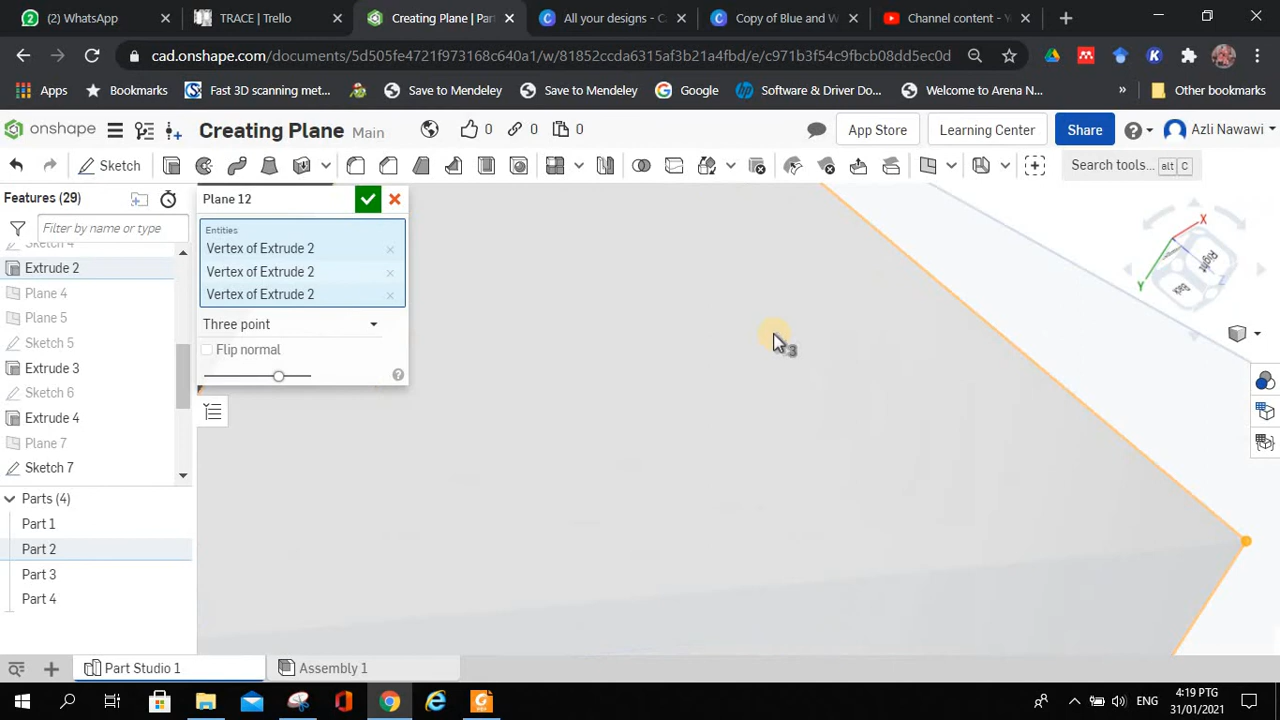 (2) WhatsApp
TRACE | Trello
Creating Plane | Part
All your designs - C
Copy of Blue and W
Channel content - Y
cad.onshape.com/documents/5d505fe4721f973168c640a1/w/81852ccda6315af3b21a4fbd/e/c971b3f54c9fbcb08dd5ec0d
Apps
Bookmarks
Fast 3D scanning met...
Save to Mendeley
Save to Mendeley
Google
Software & Driver Do...
Welcome to Arena N...
»
Other bookmarks
onshape
Creating Plane Main
0
0
0
App Store
Learning Center
Share
Azli Nawawi
Sketch
Search tools... alt C
Features (29)
Filter by name or type
Sketch 4
Extrude 2
Plane 4
Plane 5
Sketch 5
Extrude 3
Sketch 6
Extrude 4
Plane 7
Sketch 7
Parts (4)
Part 1
Part 2
Part 3
Part 4
Plane 12
Entities
Vertex of Extrude 2
Vertex of Extrude 2
Vertex of Extrude 2
Three point
Flip normal
3
X
Y
Z
Right
Part Studio 1
Assembly 1
ENG
4:19 PTG
31/01/2021